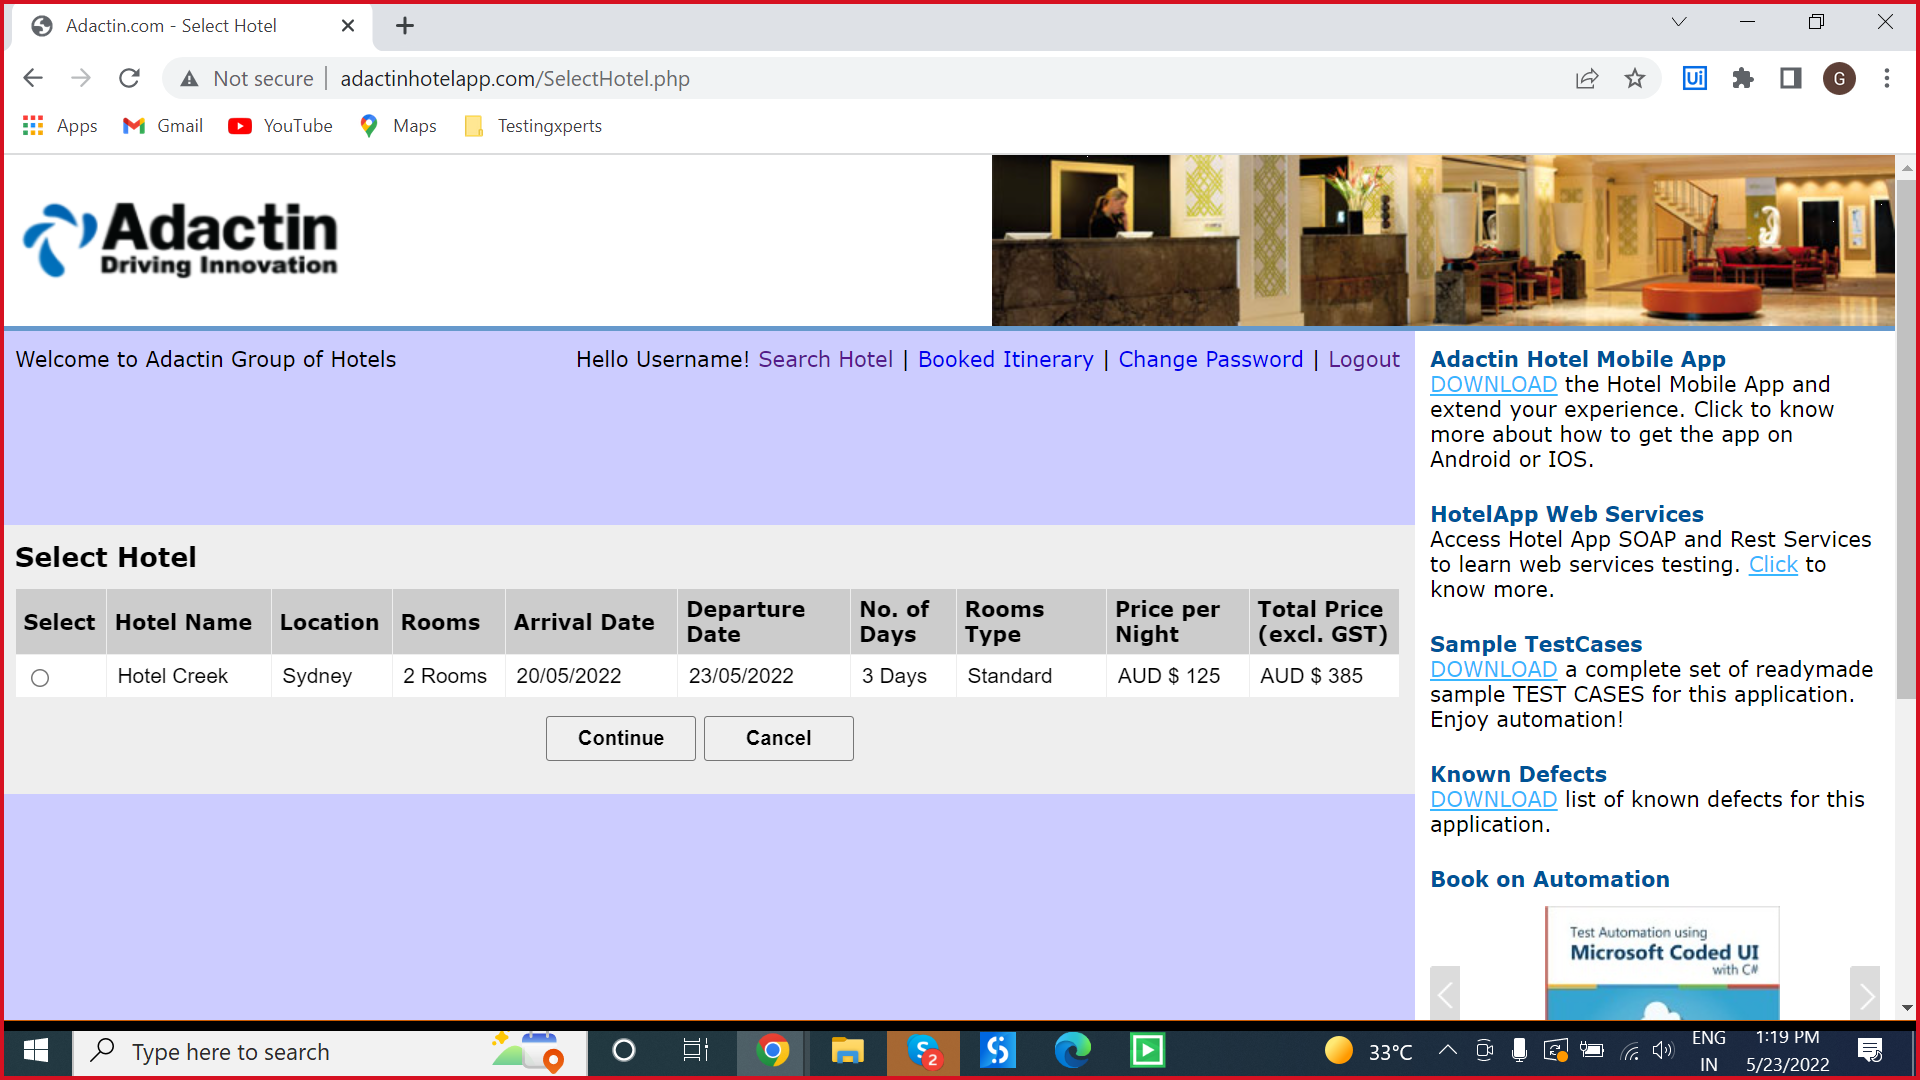 Adactin.com - Select Hotel
Not secure | adactinhotelapp.com/SelectHotel.php
Ui
G
Apps Gmail YouTube Maps Testingxperts
Adactin
Driving Innovation
Welcome to Adactin Group of Hotels
Hello Username! Search Hotel | Booked Itinerary | Change Password | Logout
Select Hotel
Select Hotel Name Location Rooms Arrival Date Departure Date No. of Days Rooms Type Price per Night Total Price (excl. GST)
Hotel Creek Sydney 2 Rooms 20/05/2022 23/05/2022 3 Days Standard AUD $ 125 AUD $ 385
Continue Cancel
Adactin Hotel Mobile App
DOWNLOAD the Hotel Mobile App and
extend your experience. Click to know
more about how to get the app on
Android or IOS.
HotelApp Web Services
Access Hotel App SOAP and Rest Services
to learn web services testing. Click to
know more.
Sample TestCases
DOWNLOAD a complete set of readymade
sample TEST CASES for this application.
Enjoy automation!
Known Defects
DOWNLOAD list of known defects for this
application.
Book on Automation
Test Automation using
Microsoft Coded UI
with C#
Type here to search
S 2
33°C
ENG
IN
1:19 PM
5/23/2022